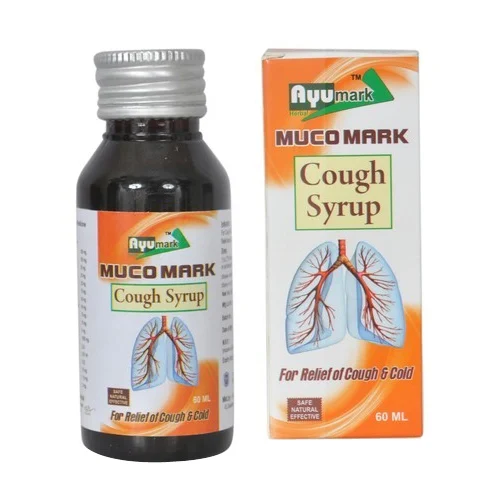 Ayumark
TM
MUCO MARK
Cough Syrup
SAFE
NATURAL
EFFECTIVE
60 ML
For Relief of Cough & Cold
TM
Ayumark
Herbal
MUCO MARK
Cough
Syrup
For Relief of Cough & Cold
SAFE
NATURAL
EFFECTIVE
60 ML